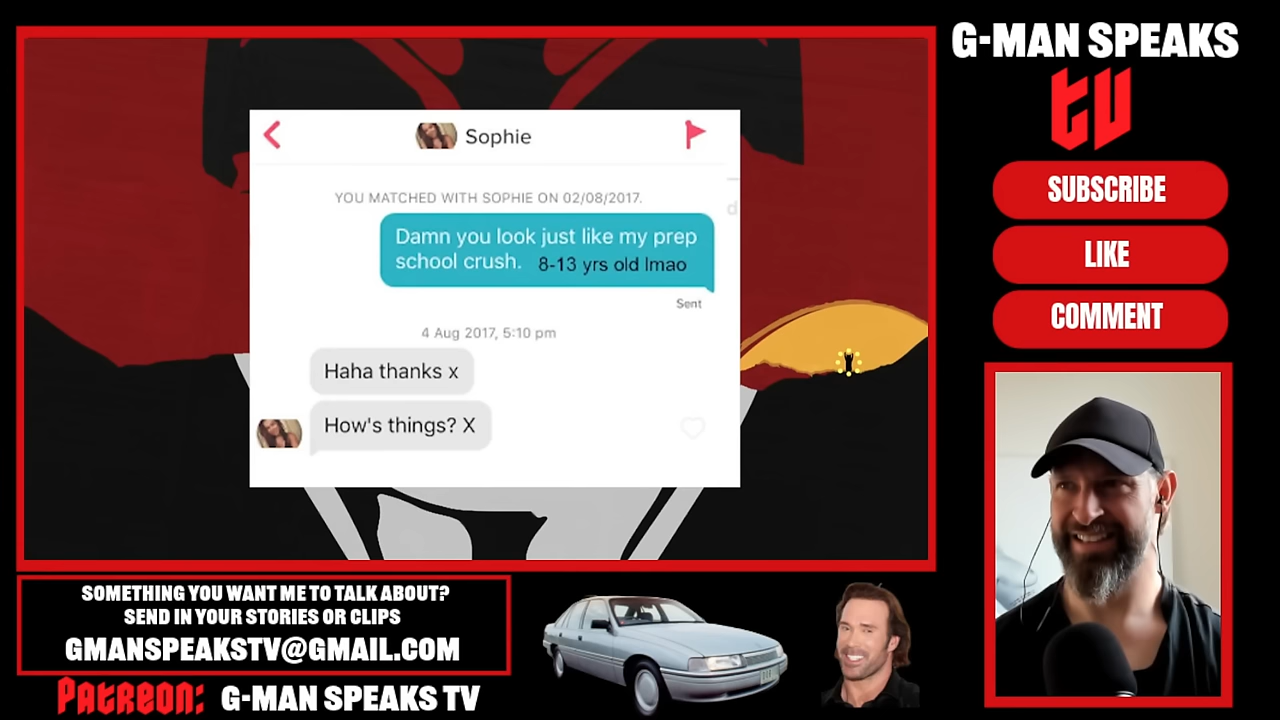 G-MAN SPEAKS
tv
SUBSCRIBE
LIKE
COMMENT
Sophie
YOU MATCHED WITH SOPHIE ON 02/08/2017.
Damn you look just like my prep
school crush. 8-13 yrs old lmao
Sent
4 Aug 2017, 5:10 pm
Haha thanks x
How's things? X
SOMETHING YOU WANT ME TO TALK ABOUT?
SEND IN YOUR STORIES OR CLIPS
GMANSPEAKSTV@GMAIL.COM
PATREON: G-MAN SPEAKS TV